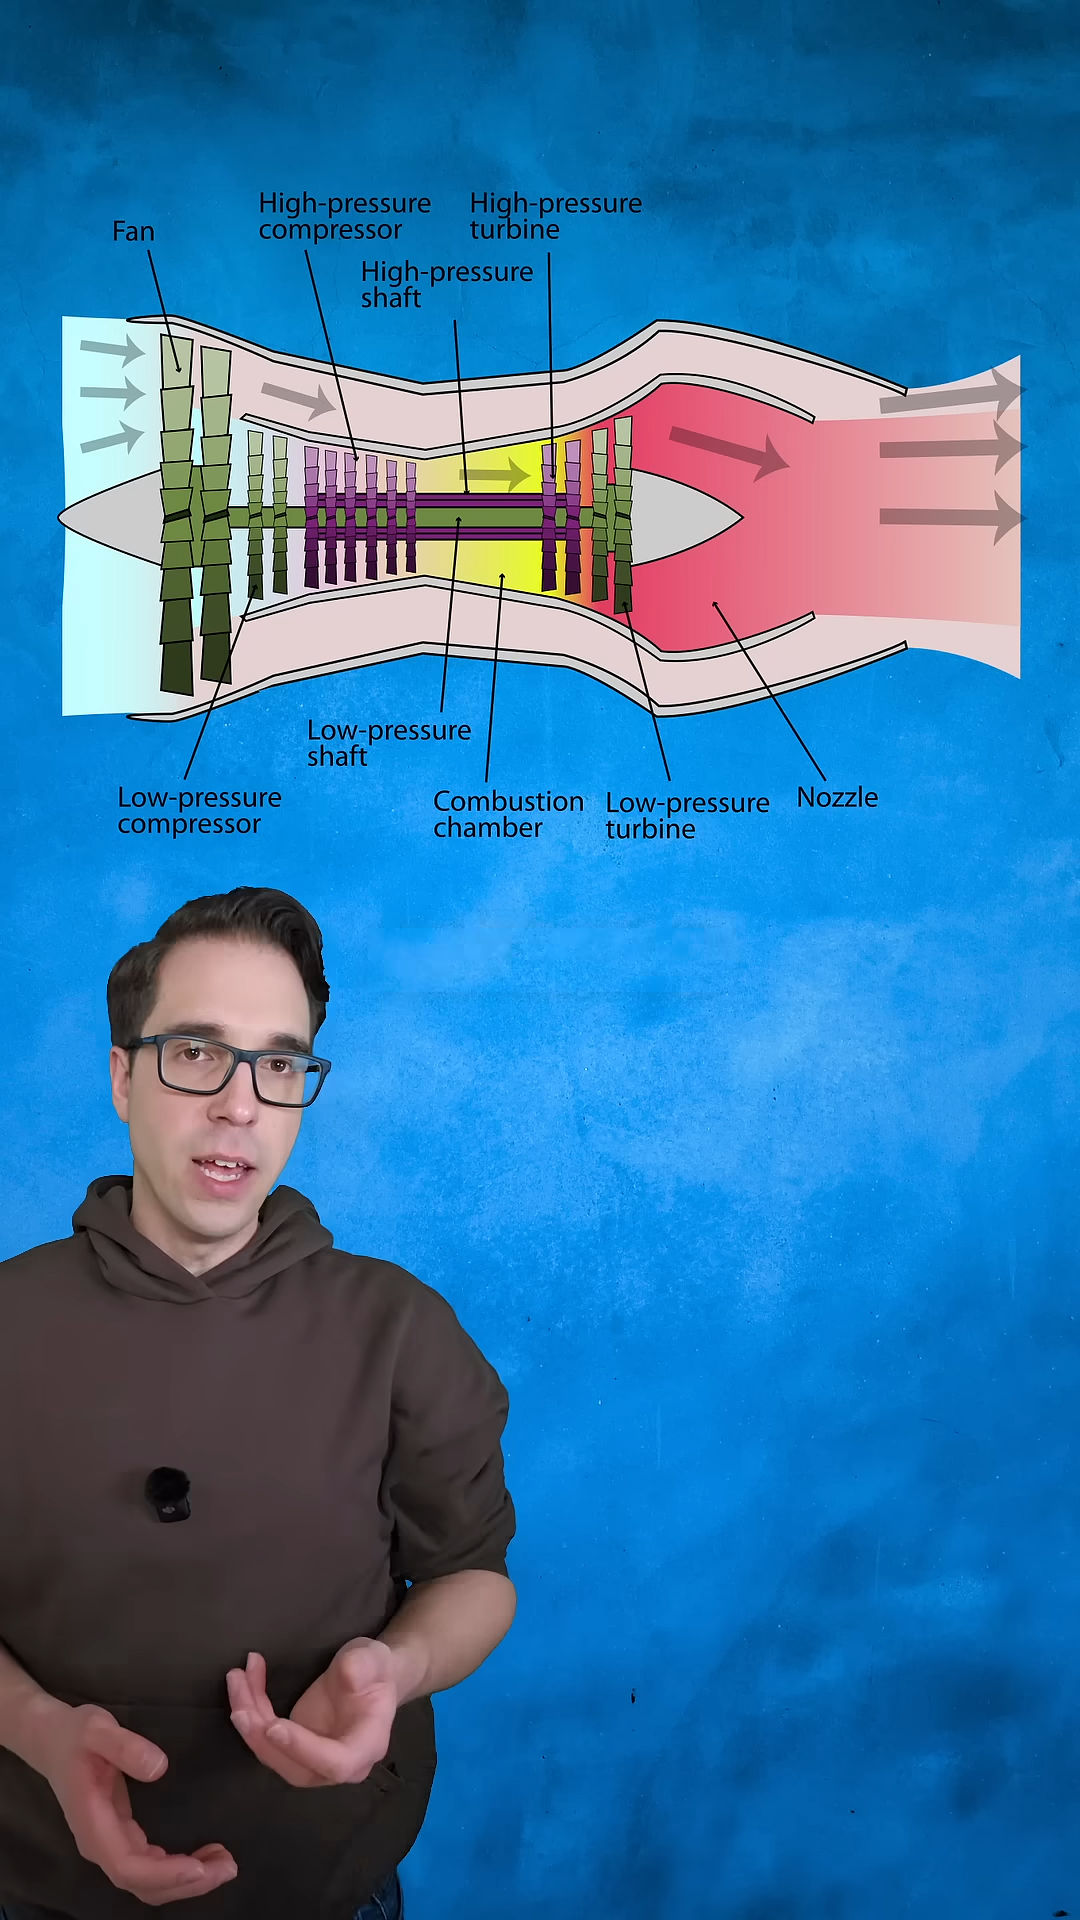 High-pressure
compressor
High-pressure
turbine
Fan
High-pressure
shaft
Low-pressure
shaft
Low-pressure
compressor
Combustion
chamber
Low-pressure
turbine
Nozzle